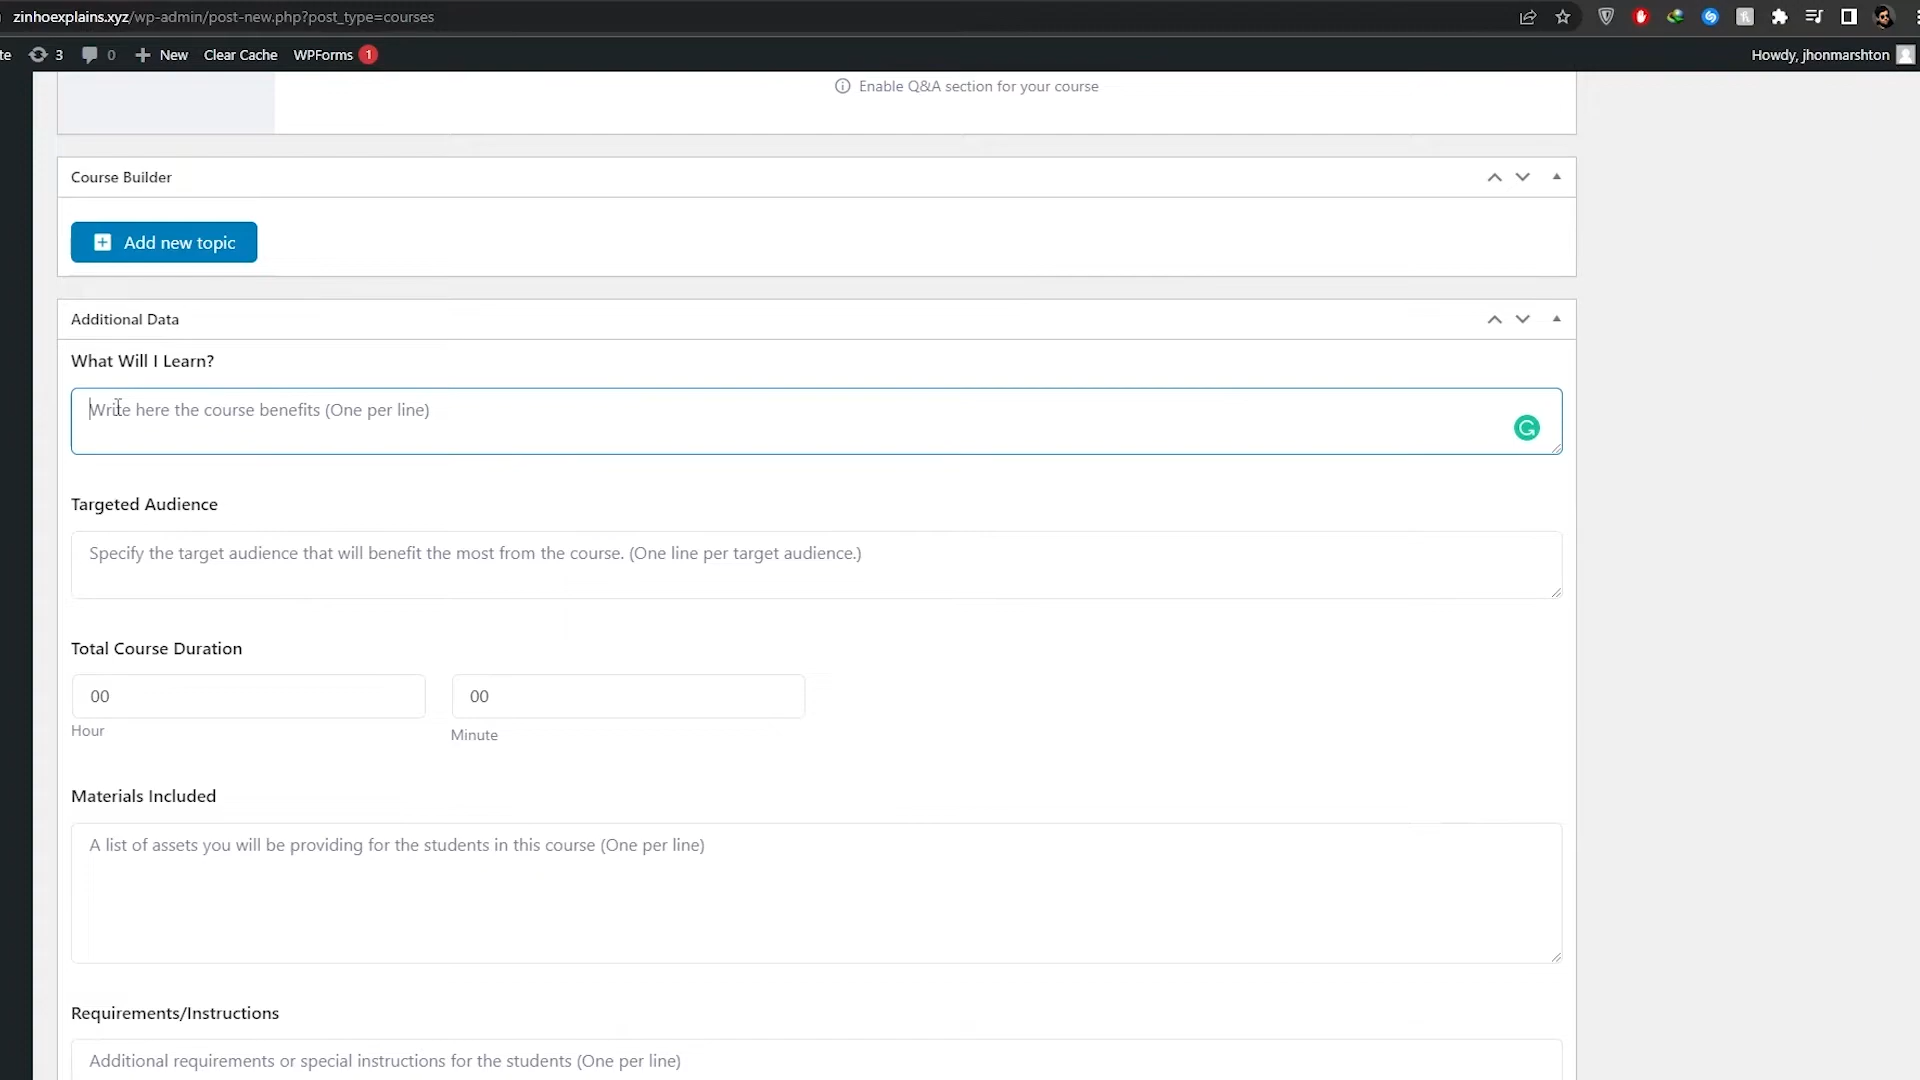 zinhoexplains.xyz/wp-admin/post-new.php?post_type=courses
te 3 0 New Clear Cache WPForms 1 Howdy, jhonmarshton
Enable Q&A section for your course
Course Builder
Add new topic
Additional Data
What Will I Learn?
Write here the course benefits (One per line)
Targeted Audience
Specify the target audience that will benefit the most from the course. (One line per target audience.)
Total Course Duration
00 00
Hour Minute
Materials Included
A list of assets you will be providing for the students in this course (One per line)
Requirements/Instructions
Additional requirements or special instructions for the students (One per line)